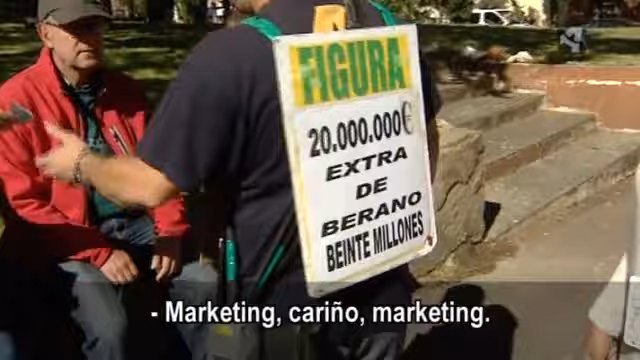 FIGURA
20.000.000€
EXTRA
DE
BERANO
BEINTE MILLONES
- Marketing, cariño, marketing.